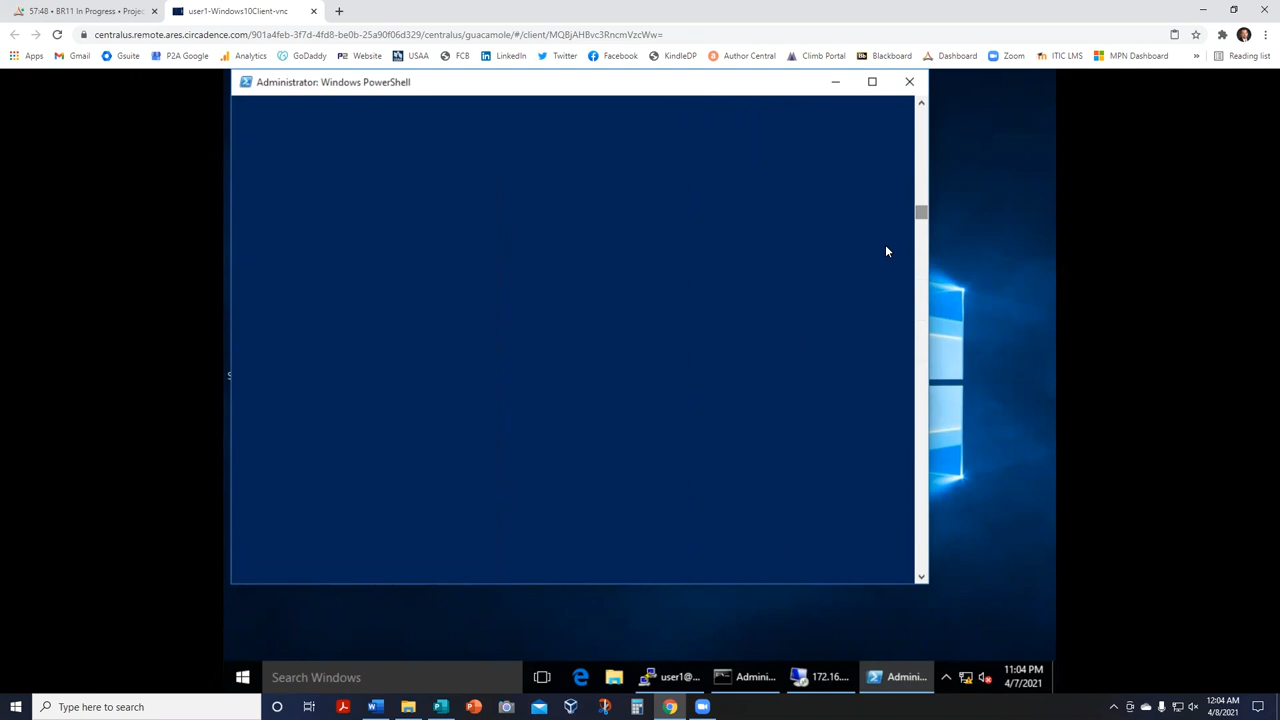 57:48 • BR11 In Progress • Projec
user1-Windows10Client-vnc
centralus.remote.ares.circadence.com/901a4feb-3f7d-4fd8-be0b-25a90f06d329/centralus/guacamole/#/client/MQBjAHBvc3RncmVzcWw=
Apps
Gmail
Gsuite
P2A Google
Analytics
GoDaddy
Website
USAA
FCB
LinkedIn
Twitter
Facebook
KindleDP
Author Central
Climb Portal
Blackboard
Dashboard
Zoom
ITIC LMS
MPN Dashboard
»
Reading list
Administrator: Windows PowerShell
S
Search Windows
user1@...
Admini...
172.16....
Admini...
11:04 PM
4/7/2021
Type here to search
12:04 AM
4/8/2021